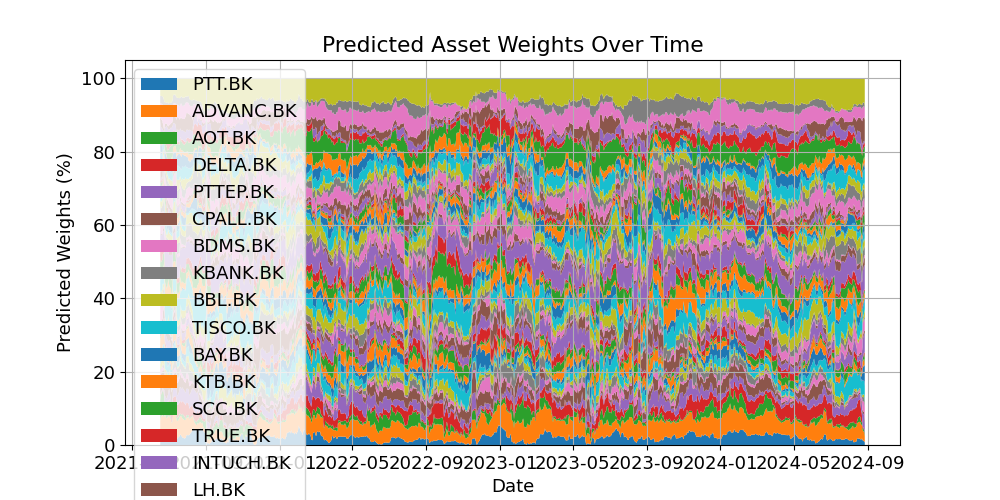 Predicted Asset Weights Over Time
Predicted Weights (%)
100
80
60
40
20
0
PTT.BK
ADVANC.BK
AOT.BK
DELTA.BK
PTTEP.BK
CPALL.BK
BDMS.BK
KBANK.BK
BBL.BK
TISCO.BK
BAY.BK
KTB.BK
SCC.BK
TRUE.BK
INTUCH.BK
LH.BK
2022-05 2022-09 2023-01 2023-05 2023-09 2024-01 2024-05 2024-09
Date